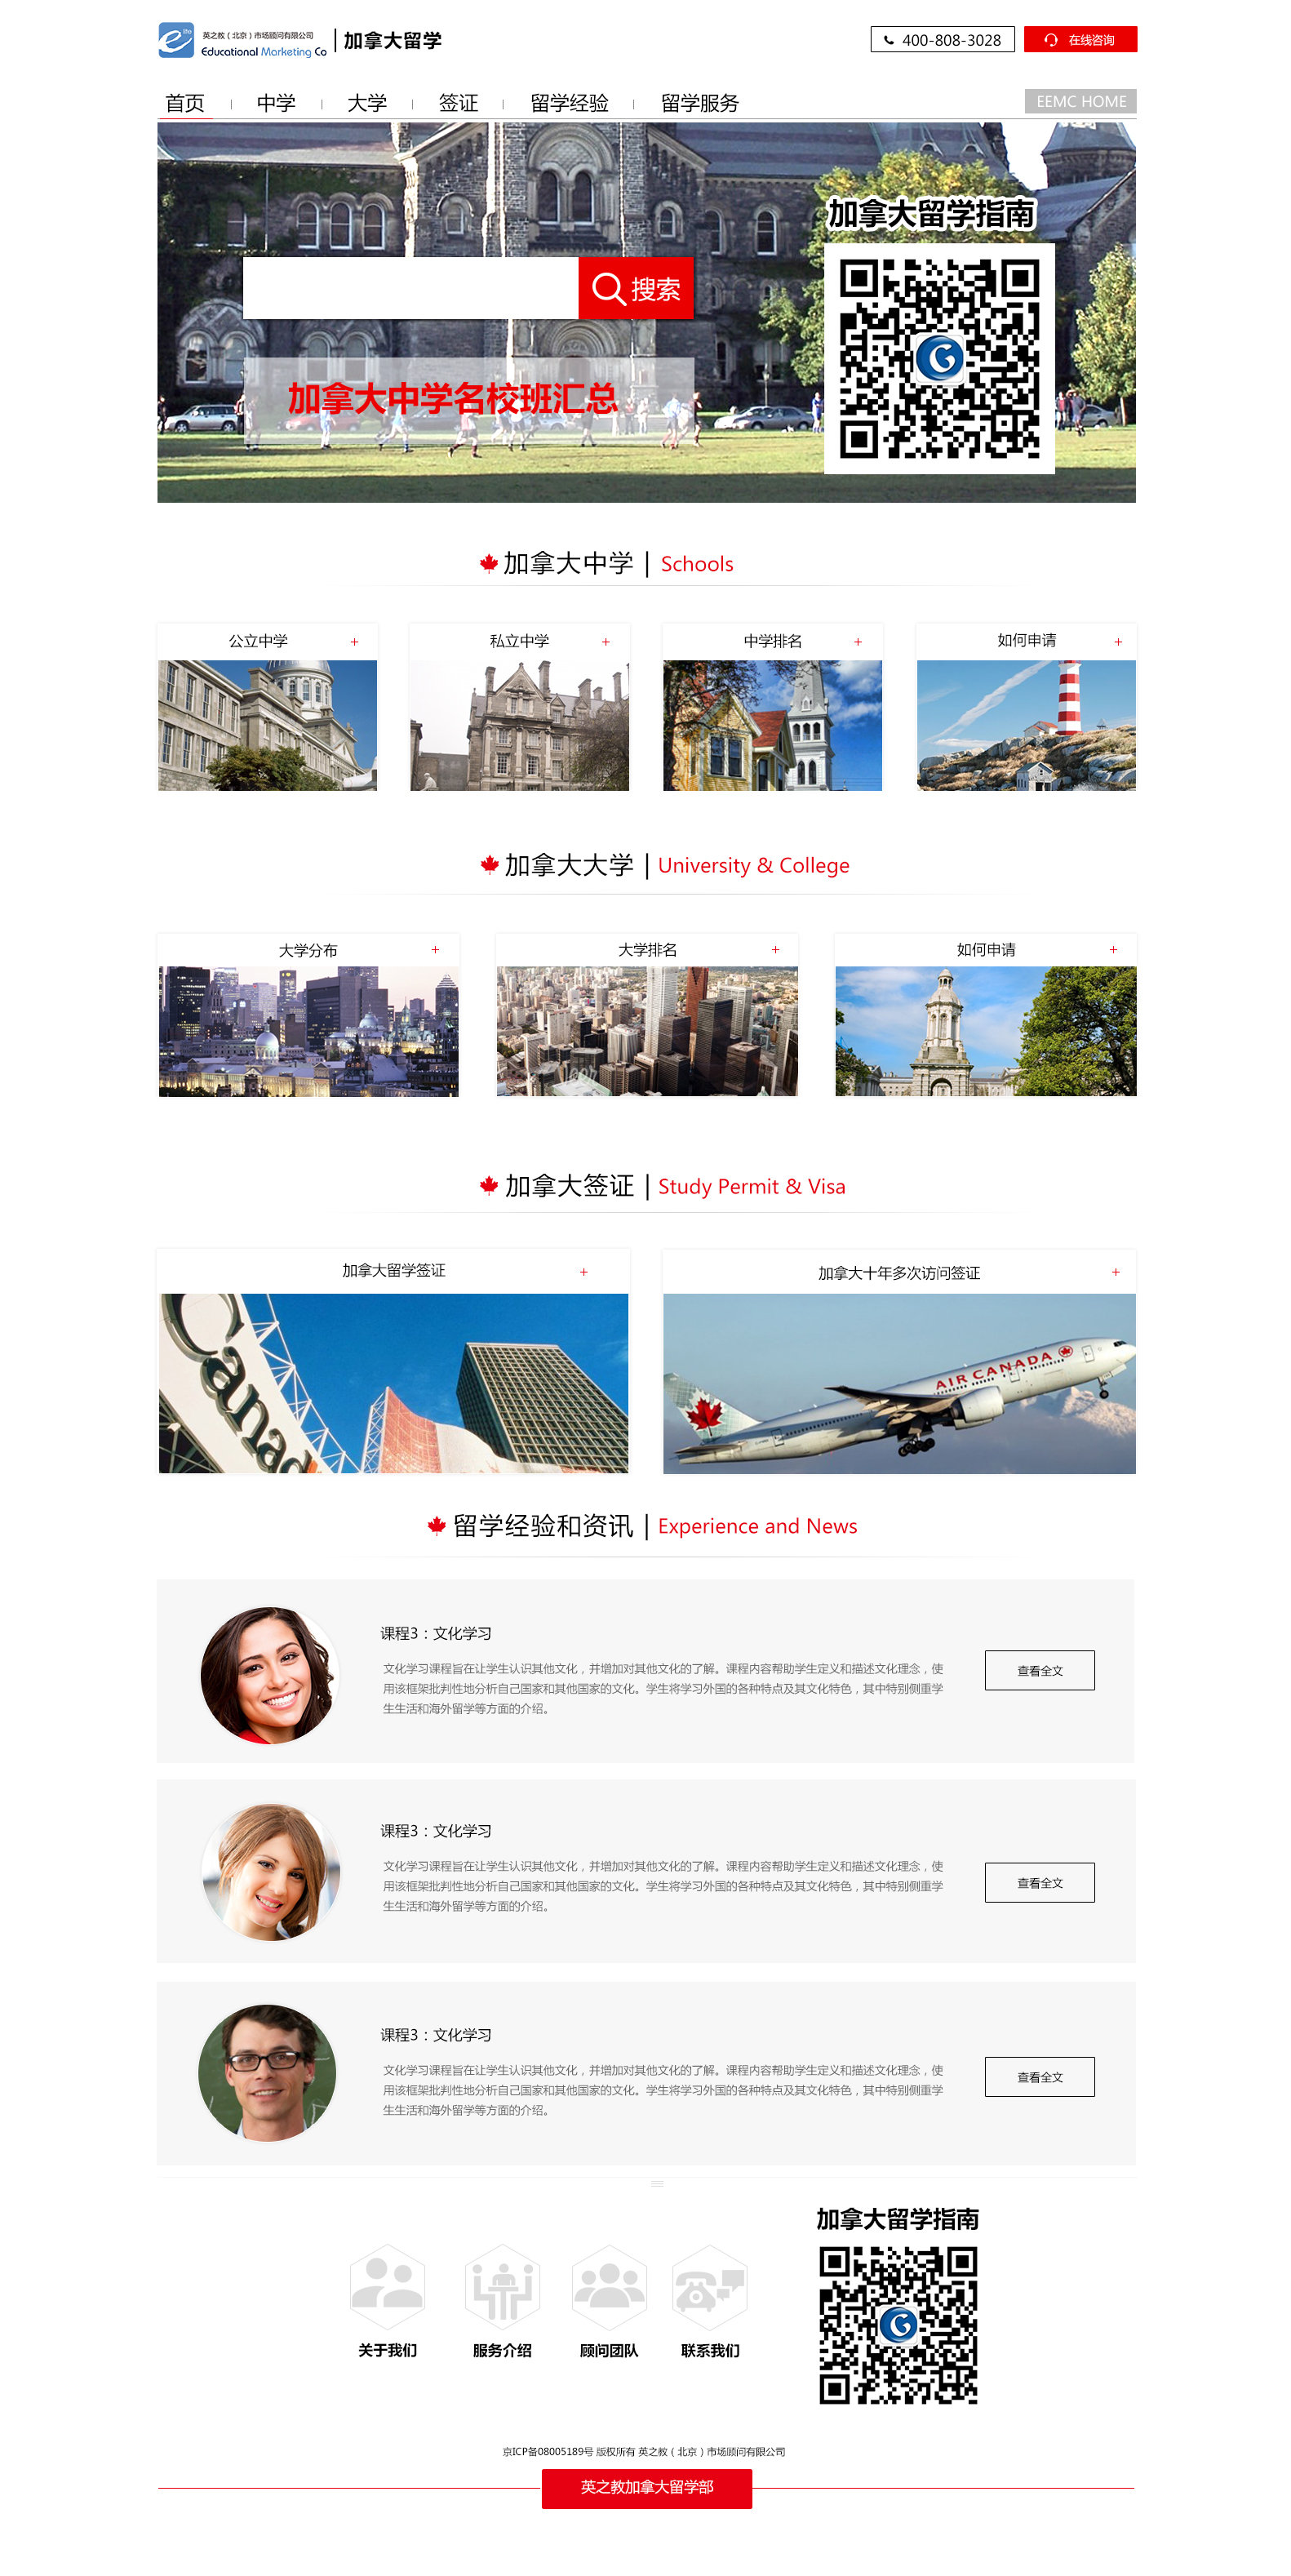 e life
英之教（北京）市场顾问有限公司
Educational Marketing Co
加拿大留学
400-808-3028
在线咨询
首页
中学
大学
签证
留学经验
留学服务
EEMC HOME
加拿大留学指南
搜索
加拿大中学名校班汇总
加拿大中学 | Schools
公立中学 +
私立中学 +
中学排名 +
如何申请 +
加拿大大学 | University & College
大学分布 +
大学排名 +
如何申请 +
加拿大签证 | Study Permit & Visa
加拿大留学签证 +
加拿大十年多次访问签证 +
Canad
AIR CANADA
留学经验和资讯 | Experience and News
课程3：文化学习
文化学习课程旨在让学生认识其他文化，并增加对其他文化的了解。课程内容帮助学生定义和描述文化理念，使
用该框架批判性地分析自己国家和其他国家的文化。学生将学习外国的各种特点及其文化特色，其中特别侧重学
生生活和海外留学等方面的介绍。
查看全文
课程3：文化学习
文化学习课程旨在让学生认识其他文化，并增加对其他文化的了解。课程内容帮助学生定义和描述文化理念，使
用该框架批判性地分析自己国家和其他国家的文化。学生将学习外国的各种特点及其文化特色，其中特别侧重学
生生活和海外留学等方面的介绍。
查看全文
课程3：文化学习
文化学习课程旨在让学生认识其他文化，并增加对其他文化的了解。课程内容帮助学生定义和描述文化理念，使
用该框架批判性地分析自己国家和其他国家的文化。学生将学习外国的各种特点及其文化特色，其中特别侧重学
生生活和海外留学等方面的介绍。
查看全文
加拿大留学指南
关于我们
服务介绍
顾问团队
联系我们
京ICP备08005189号 版权所有 英之教（北京）市场顾问有限公司
英之教加拿大留学部